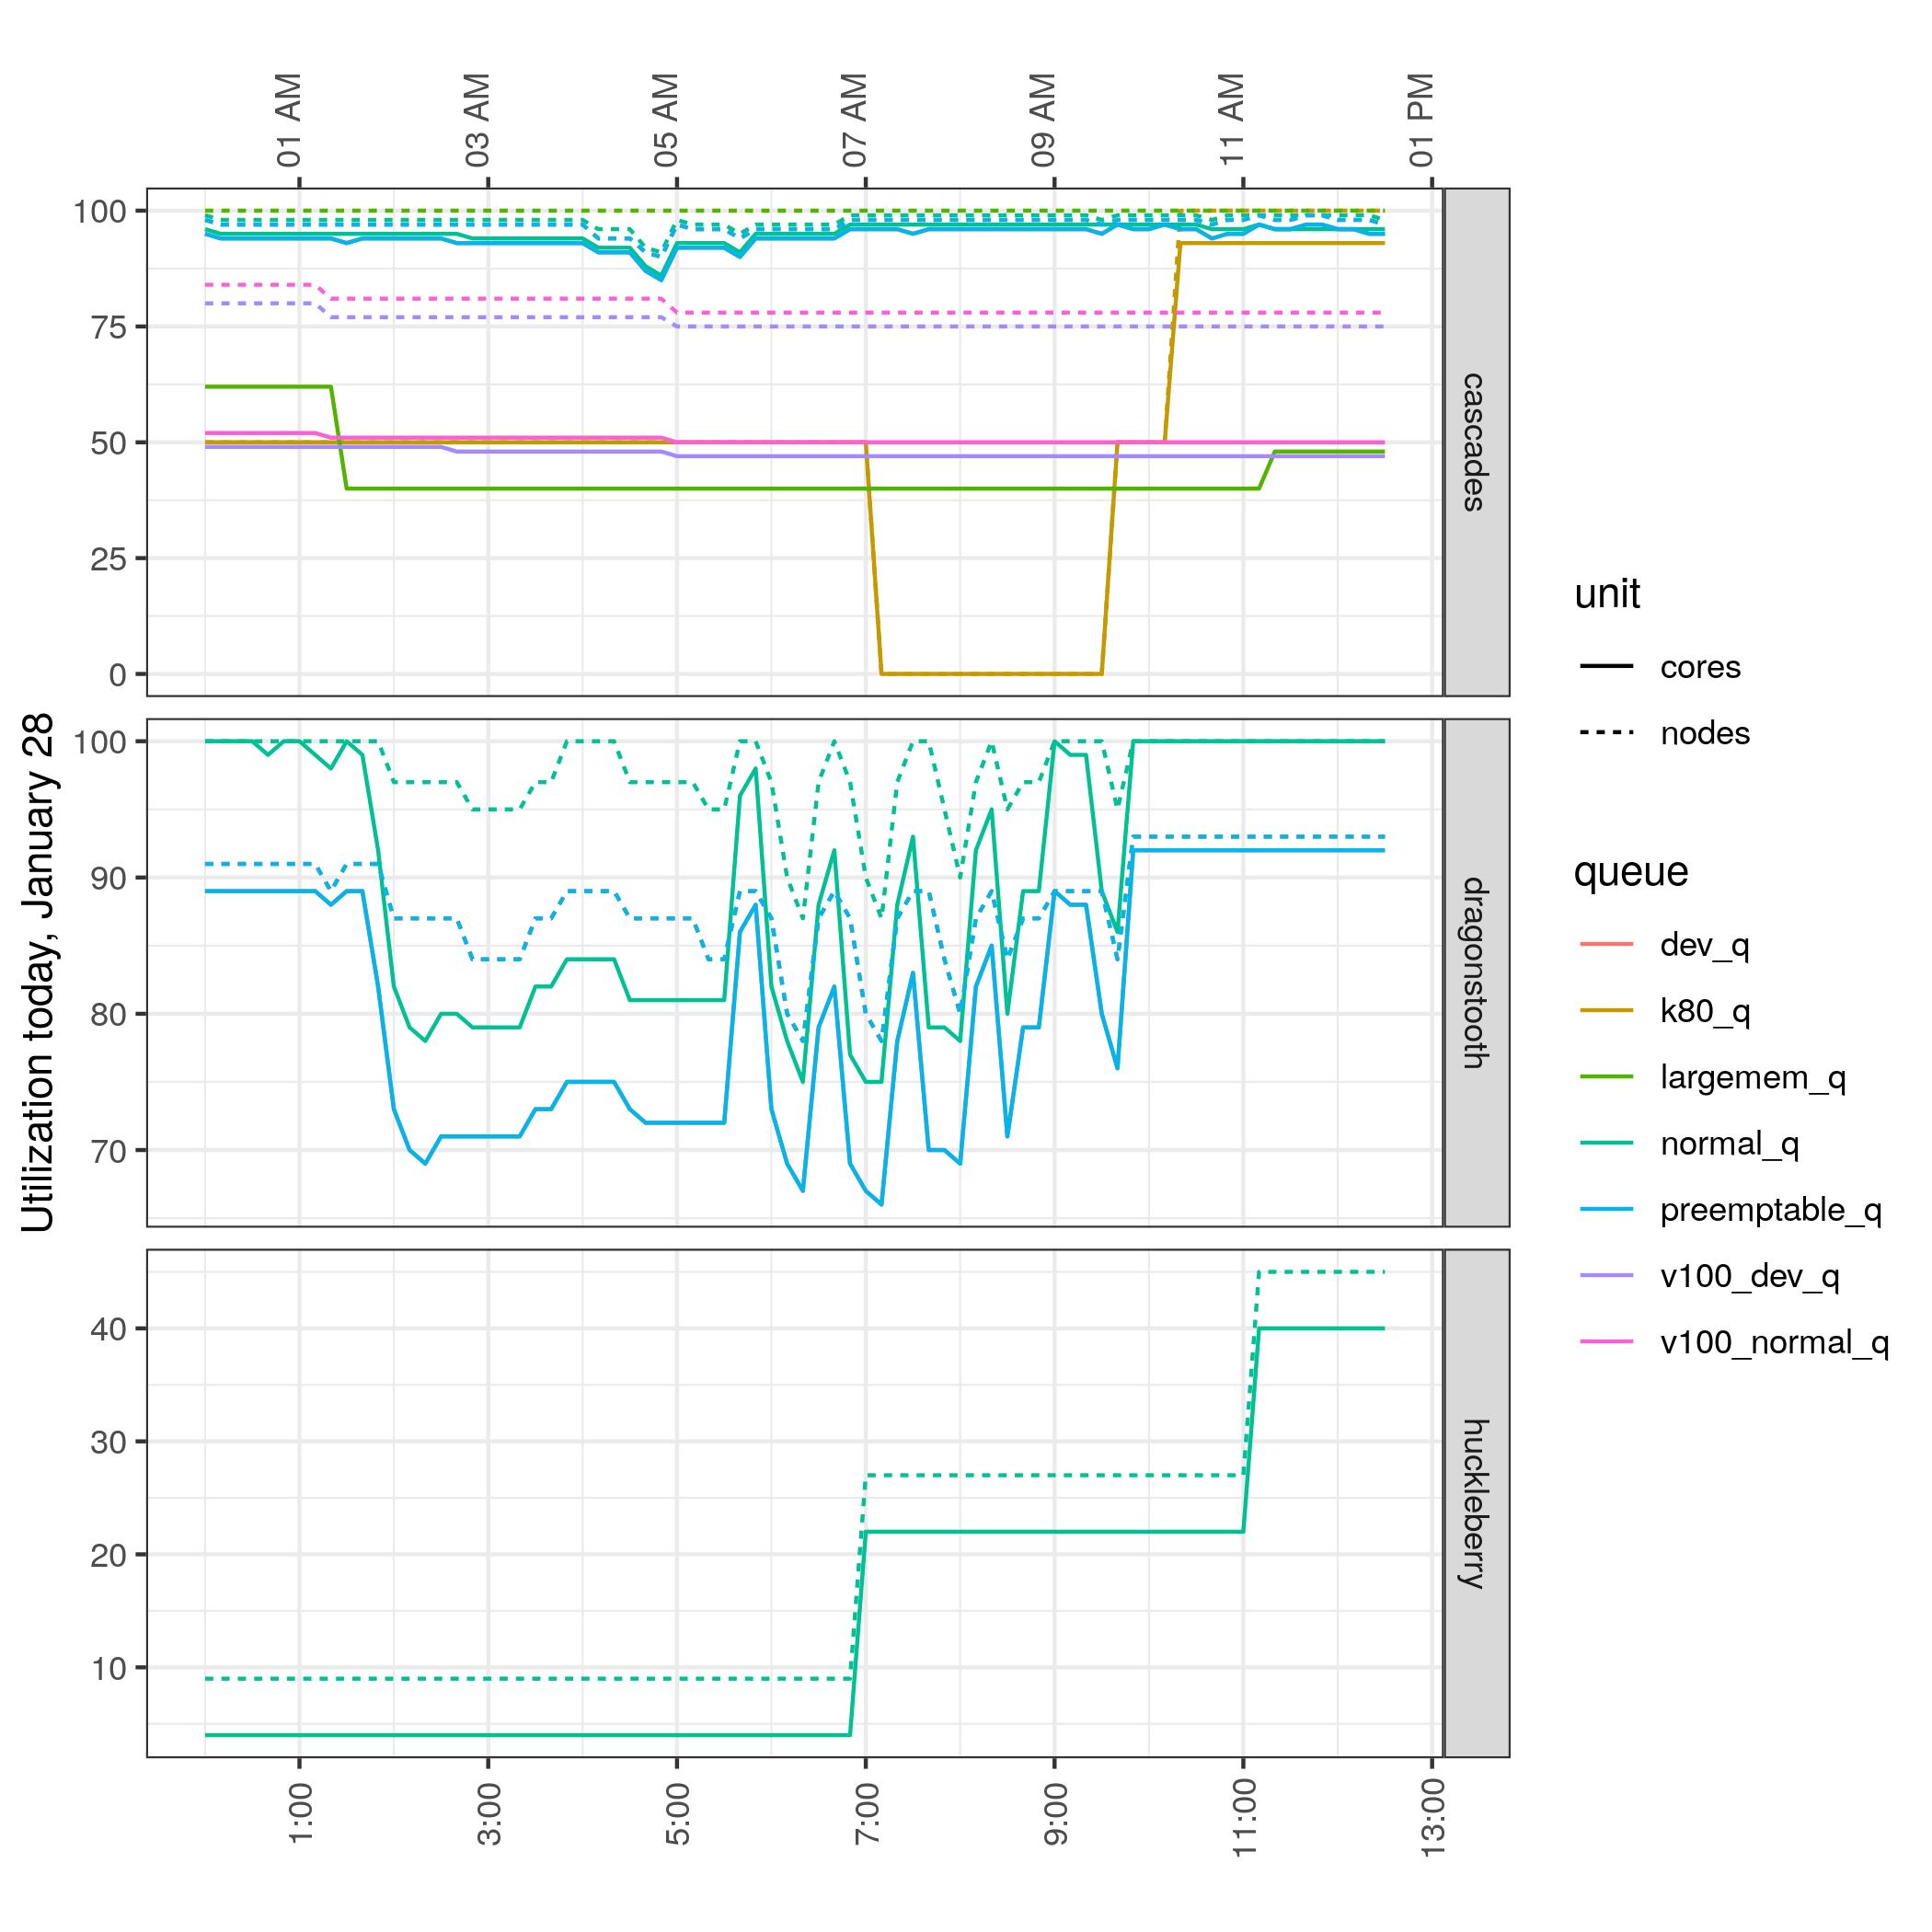 01 AM
03 AM
05 AM
07 AM
09 AM
11 AM
01 PM
Utilization today, January 28
100
75
50
25
0
cascades
100
90
80
70
dragonstooth
40
30
20
10
huckleberry
1:00
3:00
5:00
7:00
9:00
11:00
13:00
unit
cores
nodes
queue
dev_q
k80_q
largemem_q
normal_q
preemptable_q
v100_dev_q
v100_normal_q